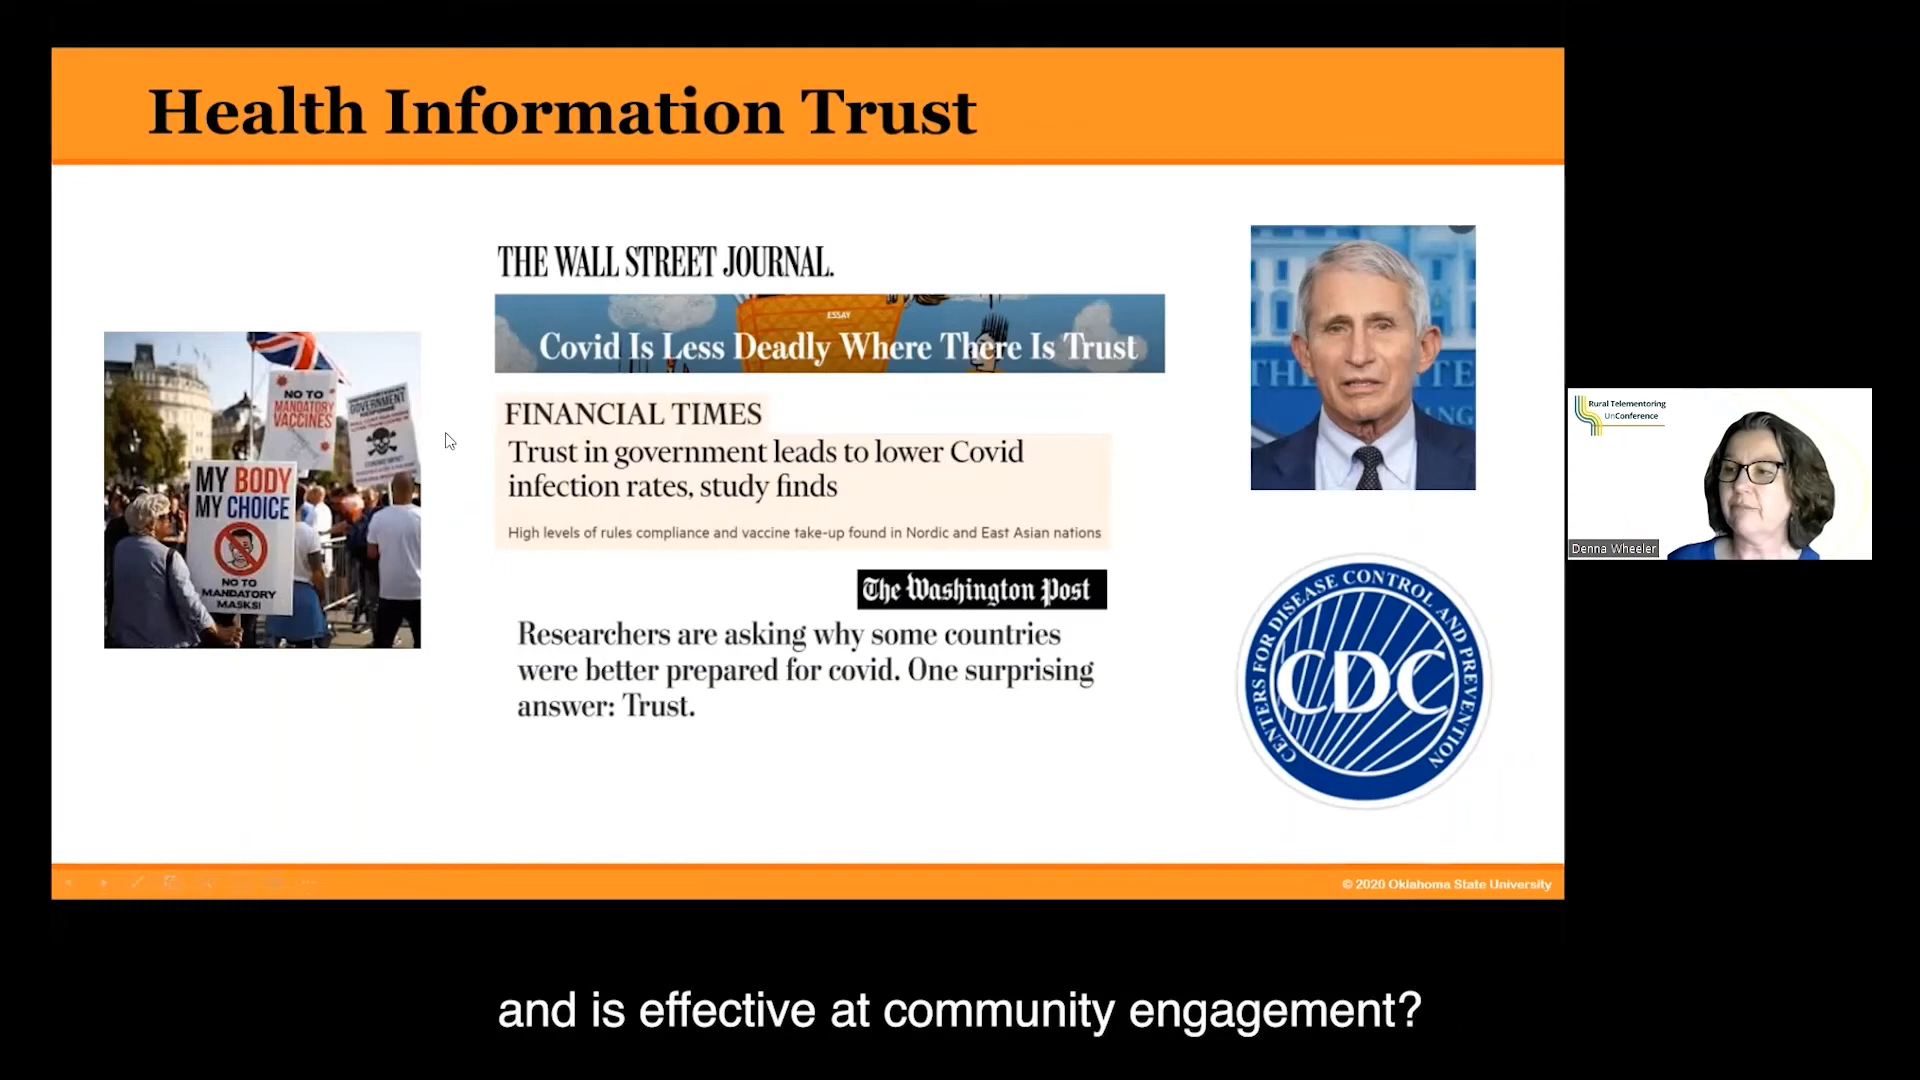 Health Information Trust
THE WALL STREET JOURNAL.
ESSAY
Covid Is Less Deadly Where There Is Trust
FINANCIAL TIMES
Trust in government leads to lower Covid
infection rates, study finds
High levels of rules compliance and vaccine take-up found in Nordic and East Asian nations
The Washington Post
Researchers are asking why some countries
were better prepared for covid. One surprising
answer: Trust.
NO TO
MANDATORY
VACCINES
GOVERNMENT
MY BODY
MY CHOICE
NO TO
MANDATORY
MASKS!
CENTERS FOR DISEASE CONTROL AND PREVENTION
CDC
Rural Telementoring
UnConference
Denna Wheeler
© 2020 Oklahoma State University
and is effective at community engagement?